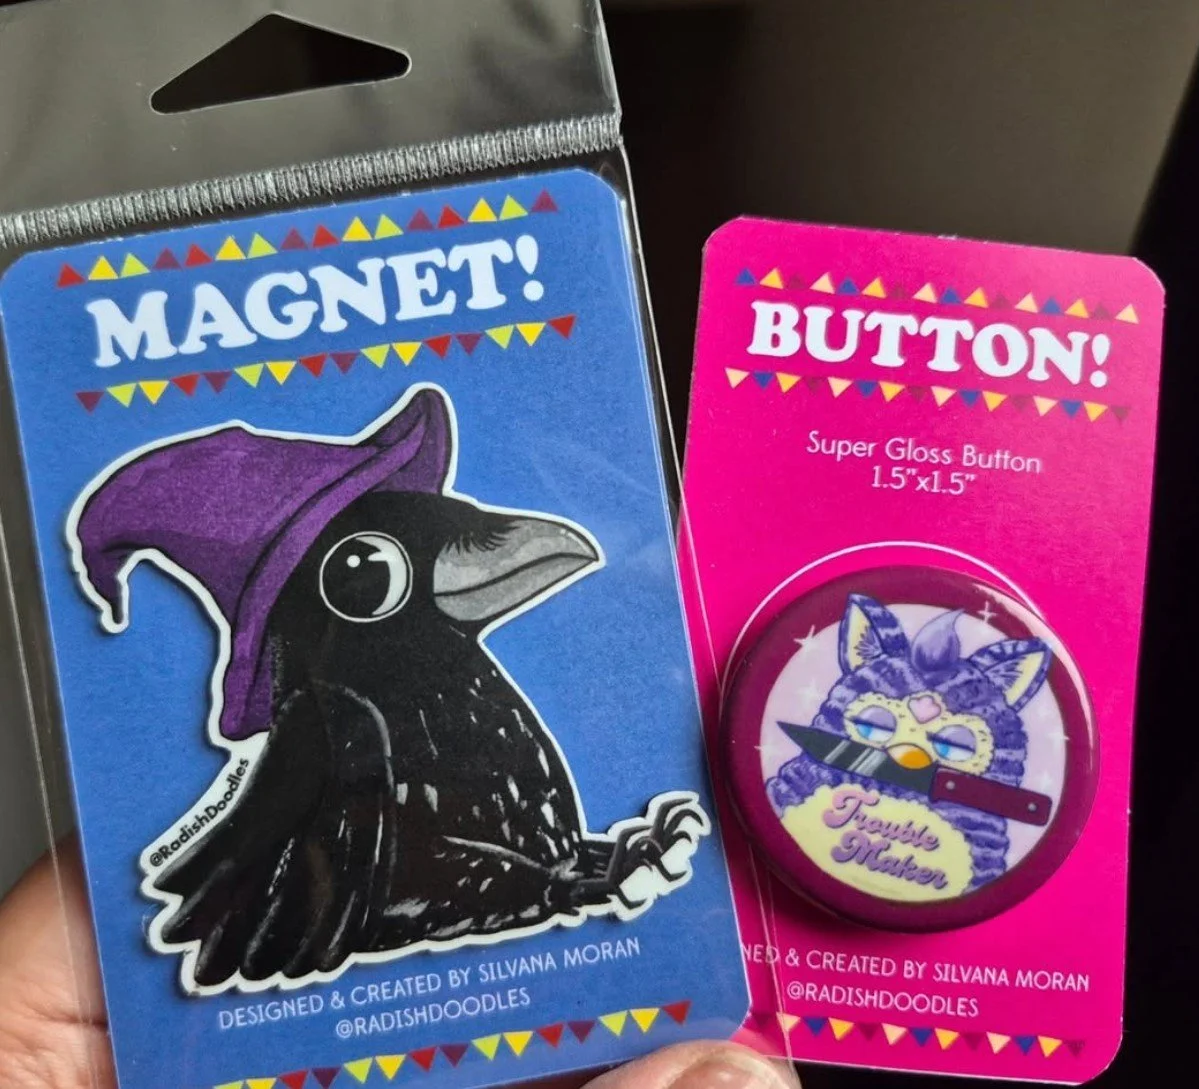 MAGNET!
@RadishDoodles
DESIGNED & CREATED BY SILVANA MORAN
@RADISHDOODLES
BUTTON!
Super Gloss Button
1.5"x1.5"
Trouble
Maker
& CREATED BY SILVANA MORAN
@RADISHDOODLES